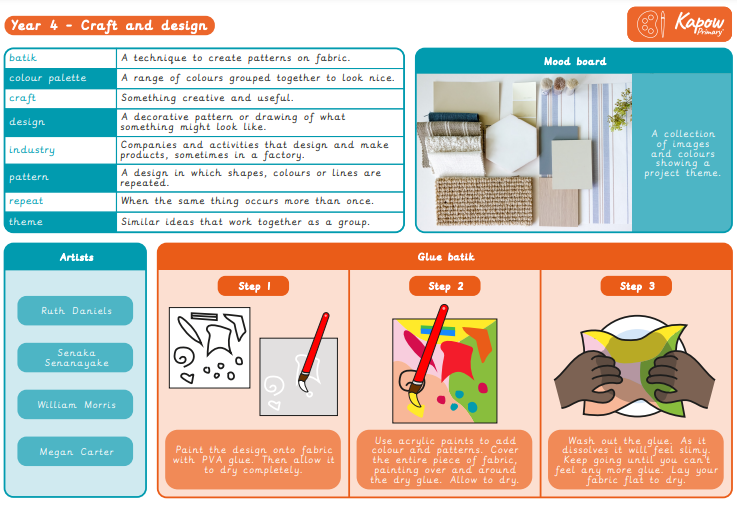 Year 4 - Craft and design
Kapow
Primary
batik
A technique to create patterns on fabric.
colour palette
A range of colours grouped together to look nice.
craft
Something creative and useful.
design
A decorative pattern or drawing of what
something might look like.
industry
Companies and activities that design and make
products, sometimes in a factory.
pattern
A design in which shapes, colours or lines are
repeated.
repeat
When the same thing occurs more than once.
theme
Similar ideas that work together as a group.
Mood board
A collection
of images
and colours
showing a
project theme.
Artists
Ruth Daniels
Senaka
Senanayake
William Morris
Megan Carter
Glue batik
Step 1
Paint the design onto fabric
with PVA glue. Then allow it
to dry completely.
Step 2
Use acrylic paints to add
colour and patterns. Cover
the entire piece of fabric,
painting over and around
the dry glue. Allow to dry.
Step 3
Wash out the glue. As it
dissolves it will feel slimy.
Keep going until you can't
feel any more glue. Lay your
fabric flat to dry.